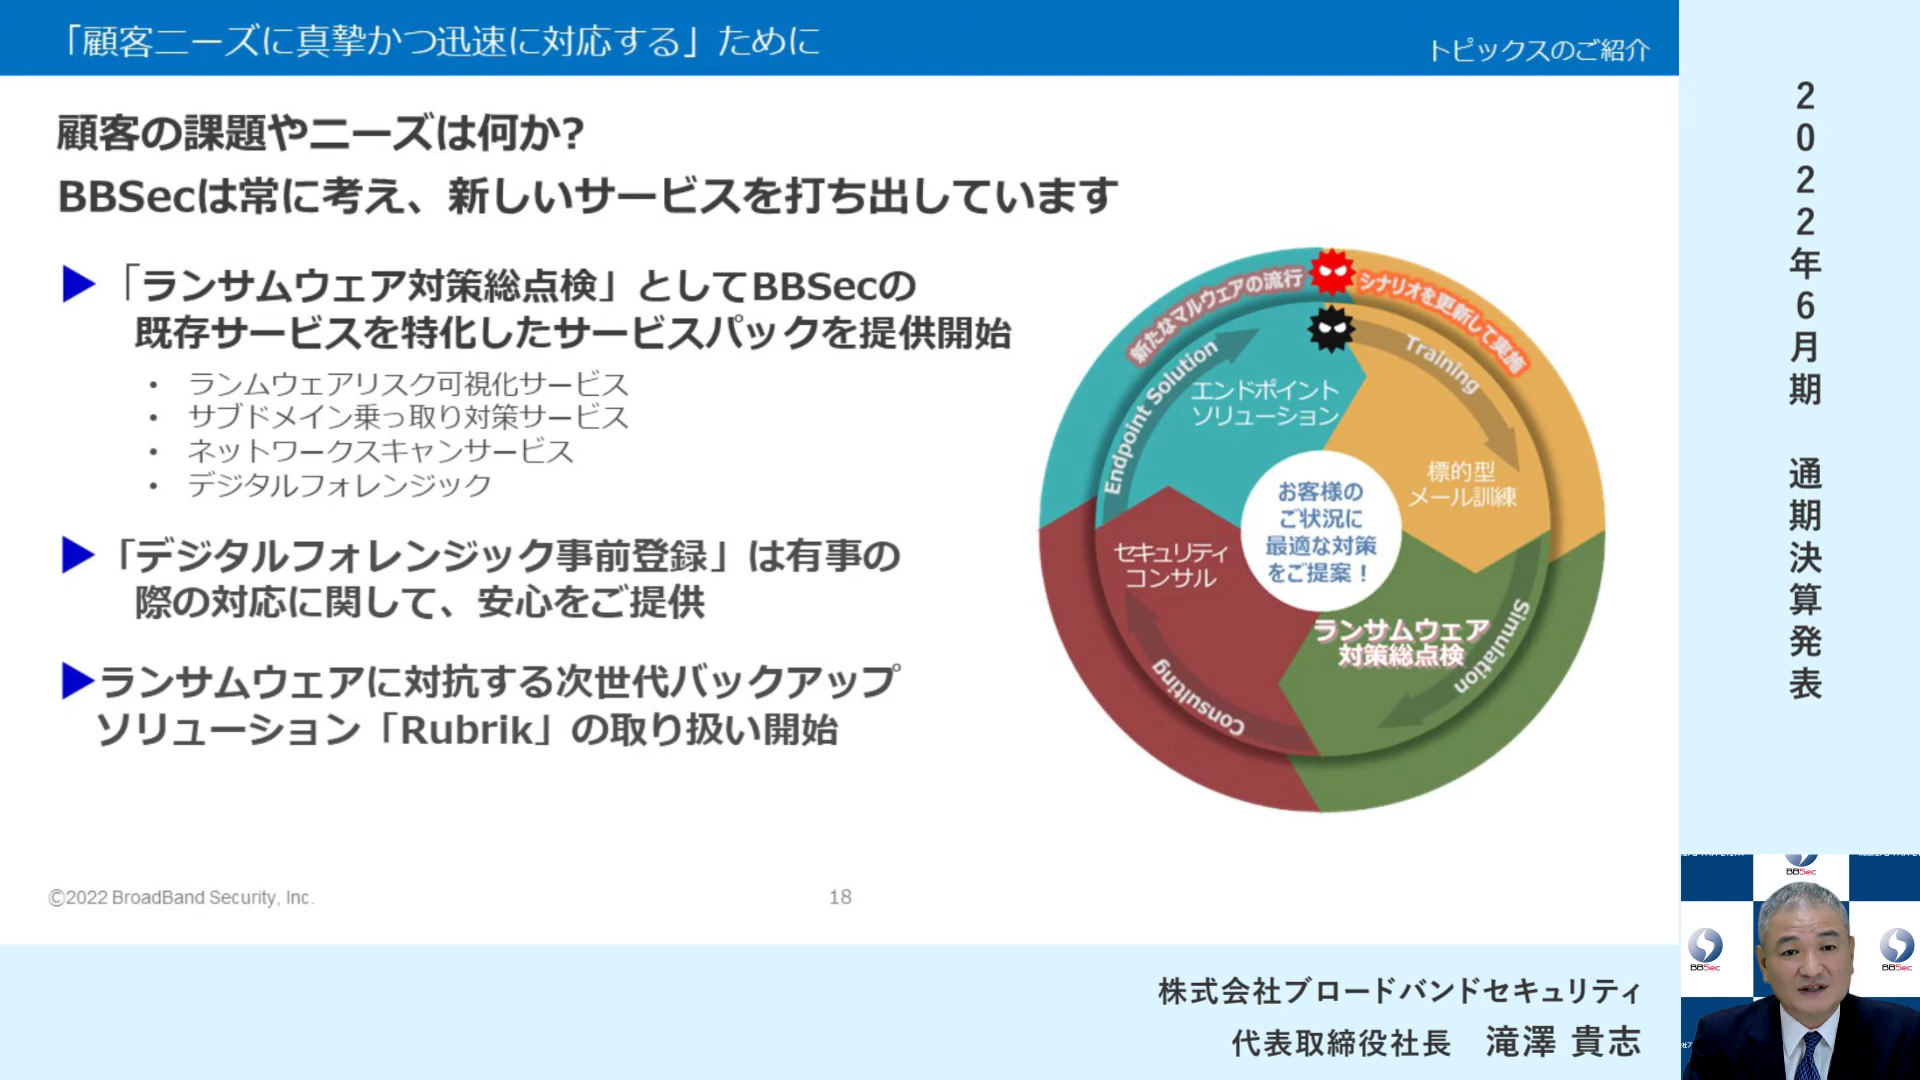 「顧客ニーズに真摯かつ迅速に対応する」ために
トピックスのご紹介
顧客の課題やニーズは何か?
BBSecは常に考え、新しいサービスを打ち出しています
▶「ランサムウェア対策総点検」としてBBSecの
既存サービスを特化したサービスパックを提供開始
• ランムウェアリスク可視化サービス
• サブドメイン乗っ取り対策サービス
• ネットワークスキャンサービス
• デジタルフォレンジック
▶「デジタルフォレンジック事前登録」は有事の
際の対応に関して、安心をご提供
▶ランサムウェアに対抗する次世代バックアップ
ソリューション「Rubrik」の取り扱い開始
新たなマルウェアの流行
シナリオを更新して実施
Endpoint Solution
エンドポイント
ソリューション
Training
標的型
メール訓練
お客様の
ご状況に
最適な対策
をご提案！
セキュリティ
コンサル
Consulting
ランサムウェア
対策総点検
Simulation
©2022 BroadBand Security, Inc.
18
2022年6月期　通期決算発表
株式会社ブロードバンドセキュリティ
代表取締役社長　滝澤 貴志
BBSec
BBSec
BBSec